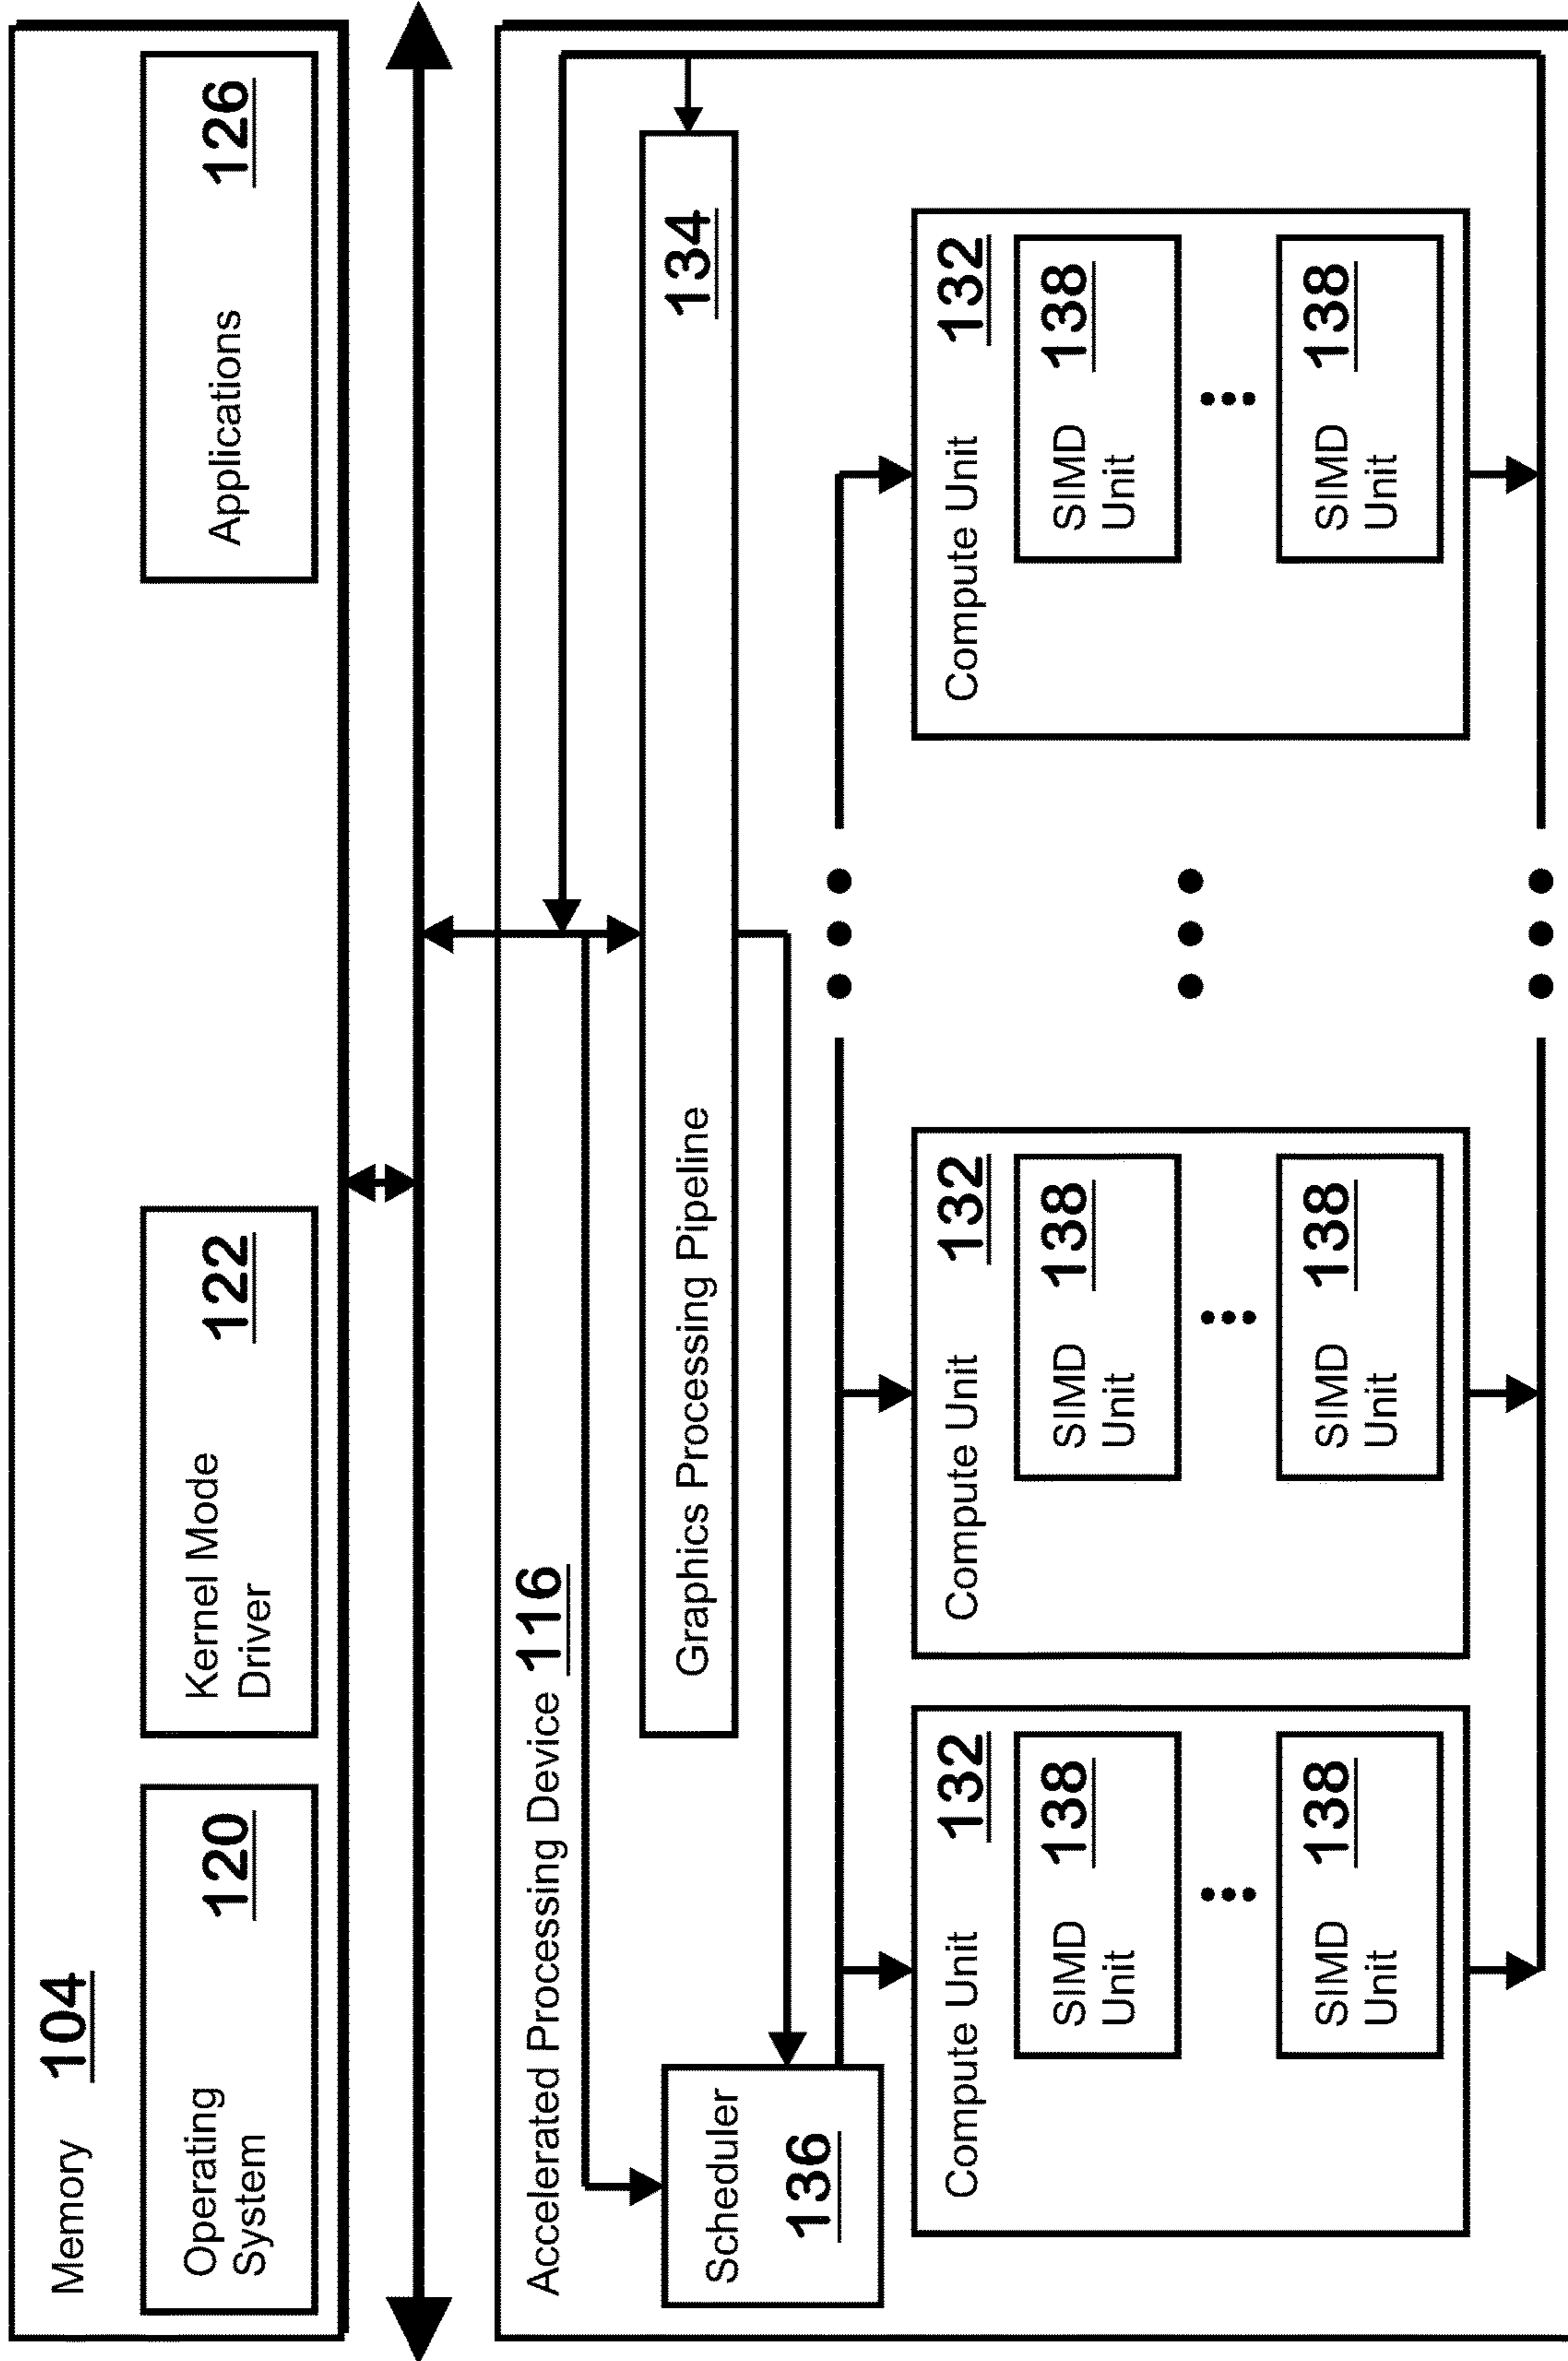 Memory 104
Operating
System
120
Kernel Mode
Driver
122
Applications 126
Accelerated Processing Device 116
Scheduler
136
Graphics Processing Pipeline 134
Compute Unit 132
SIMD
Unit
138
SIMD
Unit
138
Compute Unit 132
SIMD
Unit
138
SIMD
Unit
138
Compute Unit 132
SIMD
Unit
138
SIMD
Unit
138